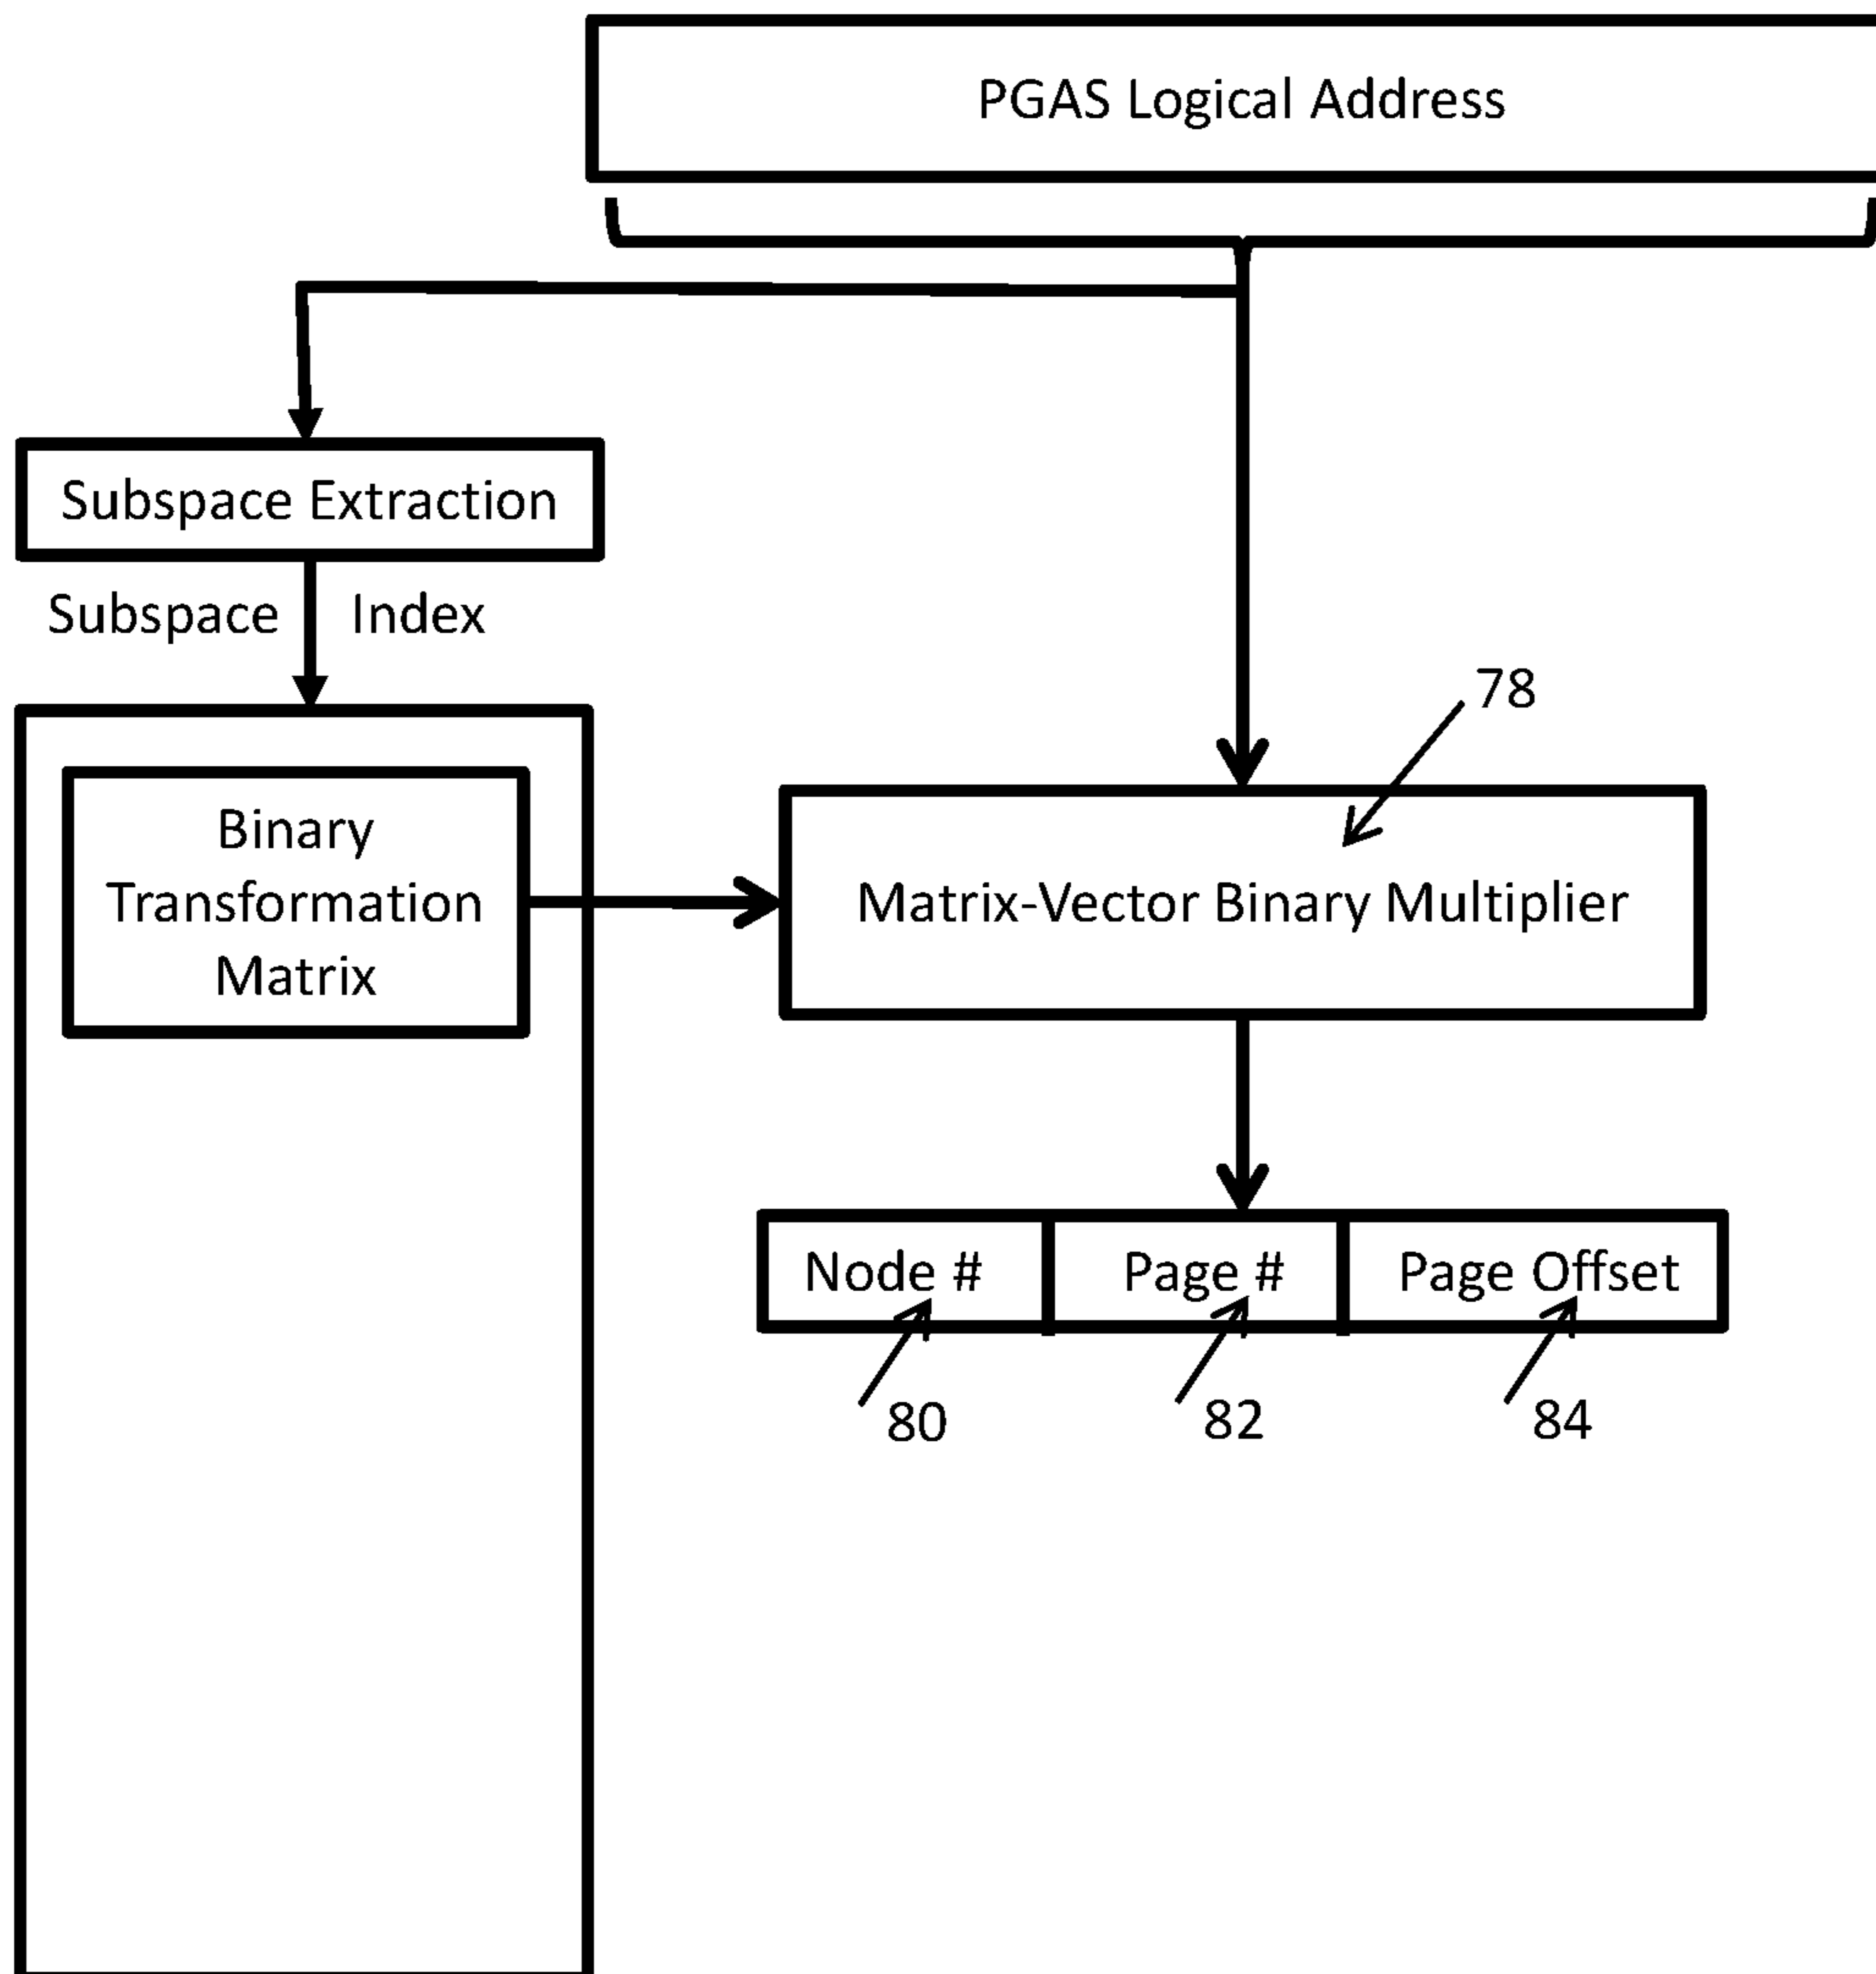 PGAS Logical Address
Subspace Extraction
Subspace Index
78
Binary
Transformation
Matrix
Matrix-Vector Binary Multiplier
Node # Page # Page Offset
80 82 84